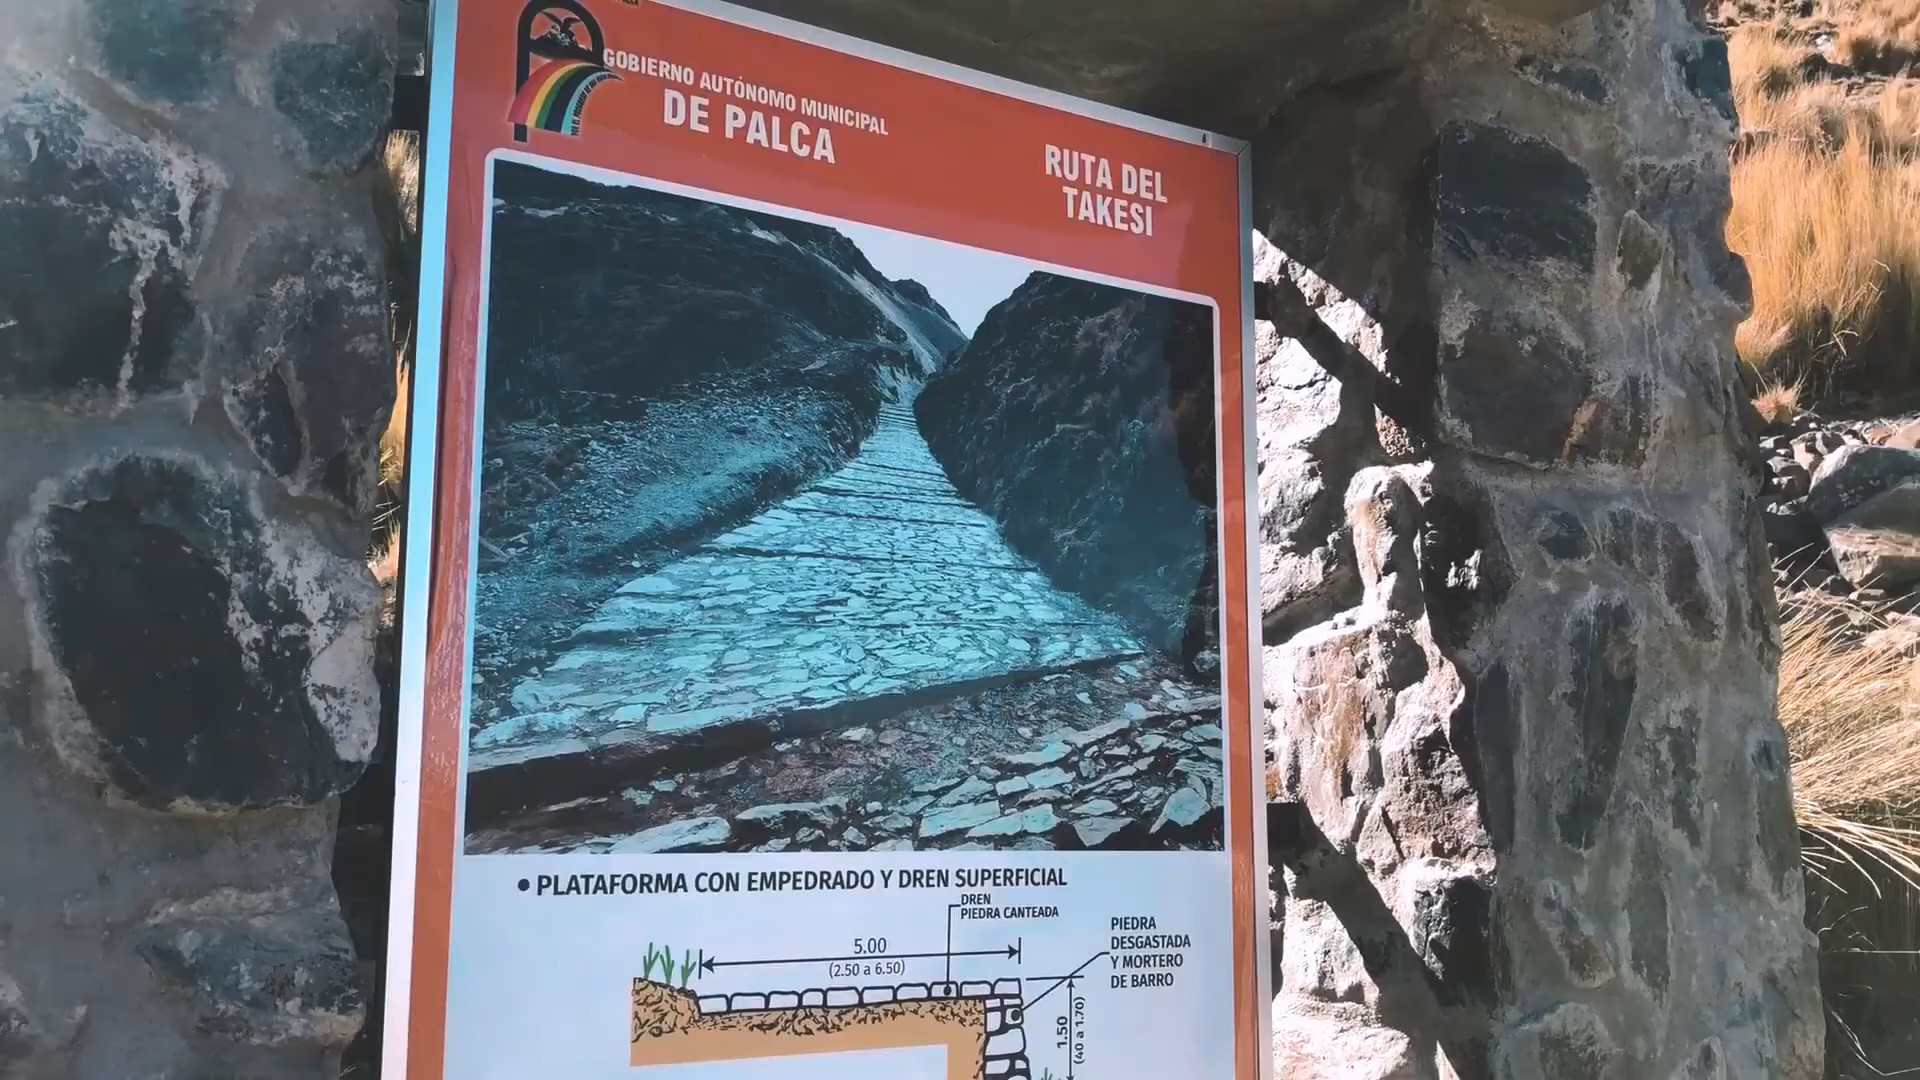 GOBIERNO AUTÓNOMO MUNICIPAL
DE PALCA
RUTA DEL
TAKESI
• PLATAFORMA CON EMPEDRADO Y DREN SUPERFICIAL
DREN
PIEDRA CANTEADA
5.00
(2.50 a 6.50)
PIEDRA
DESGASTADA
Y MORTERO
DE BARRO
1.50
(40 a 1.70)